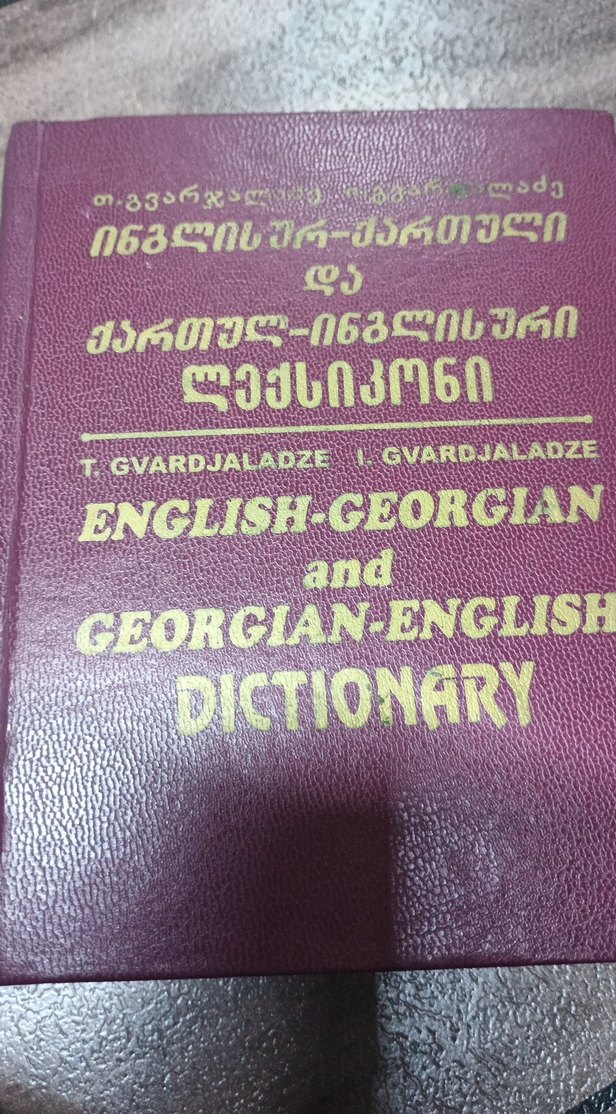 თ. გვარჯალაძე ი. გვარჯალაძე
ინგლისურ-ქართული
და
ქართულ-ინგლისური
ლექსიკონი
T. GVARDJALADZE I. GVARDJALADZE
ENGLISH-GEORGIAN
and
GEORGIAN-ENGLISH
DICTIONARY